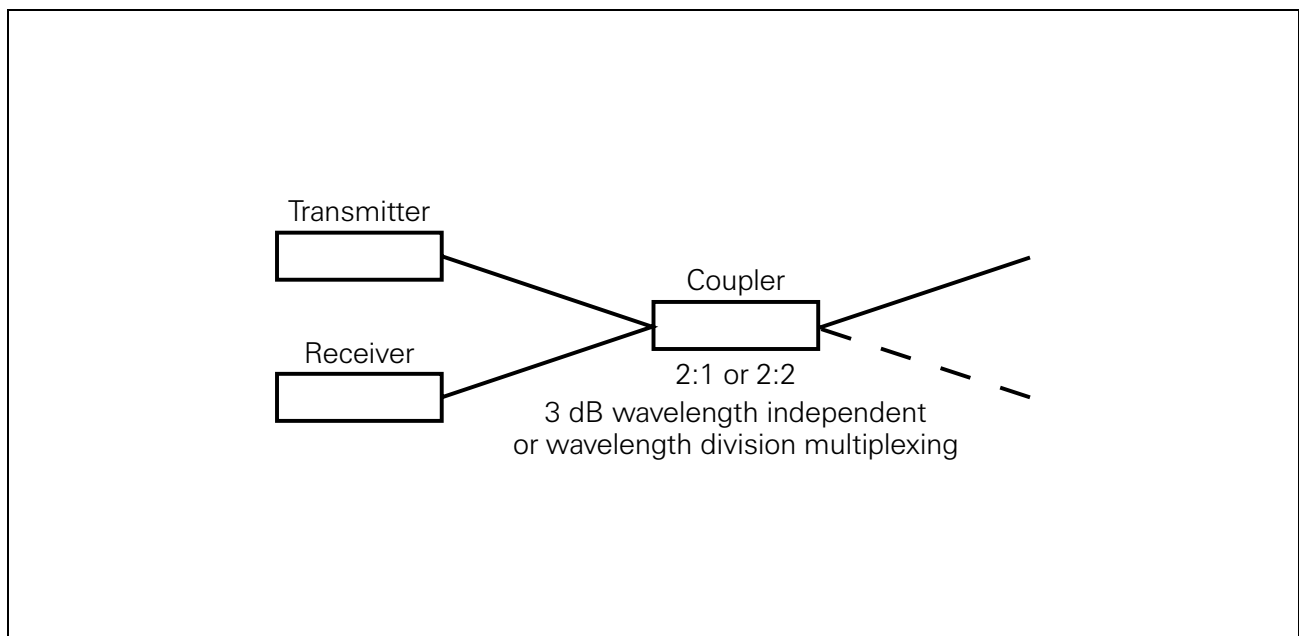 Transmitter
Coupler
Receiver
2:1 or 2:2
3 dB wavelength independent
or wavelength division multiplexing